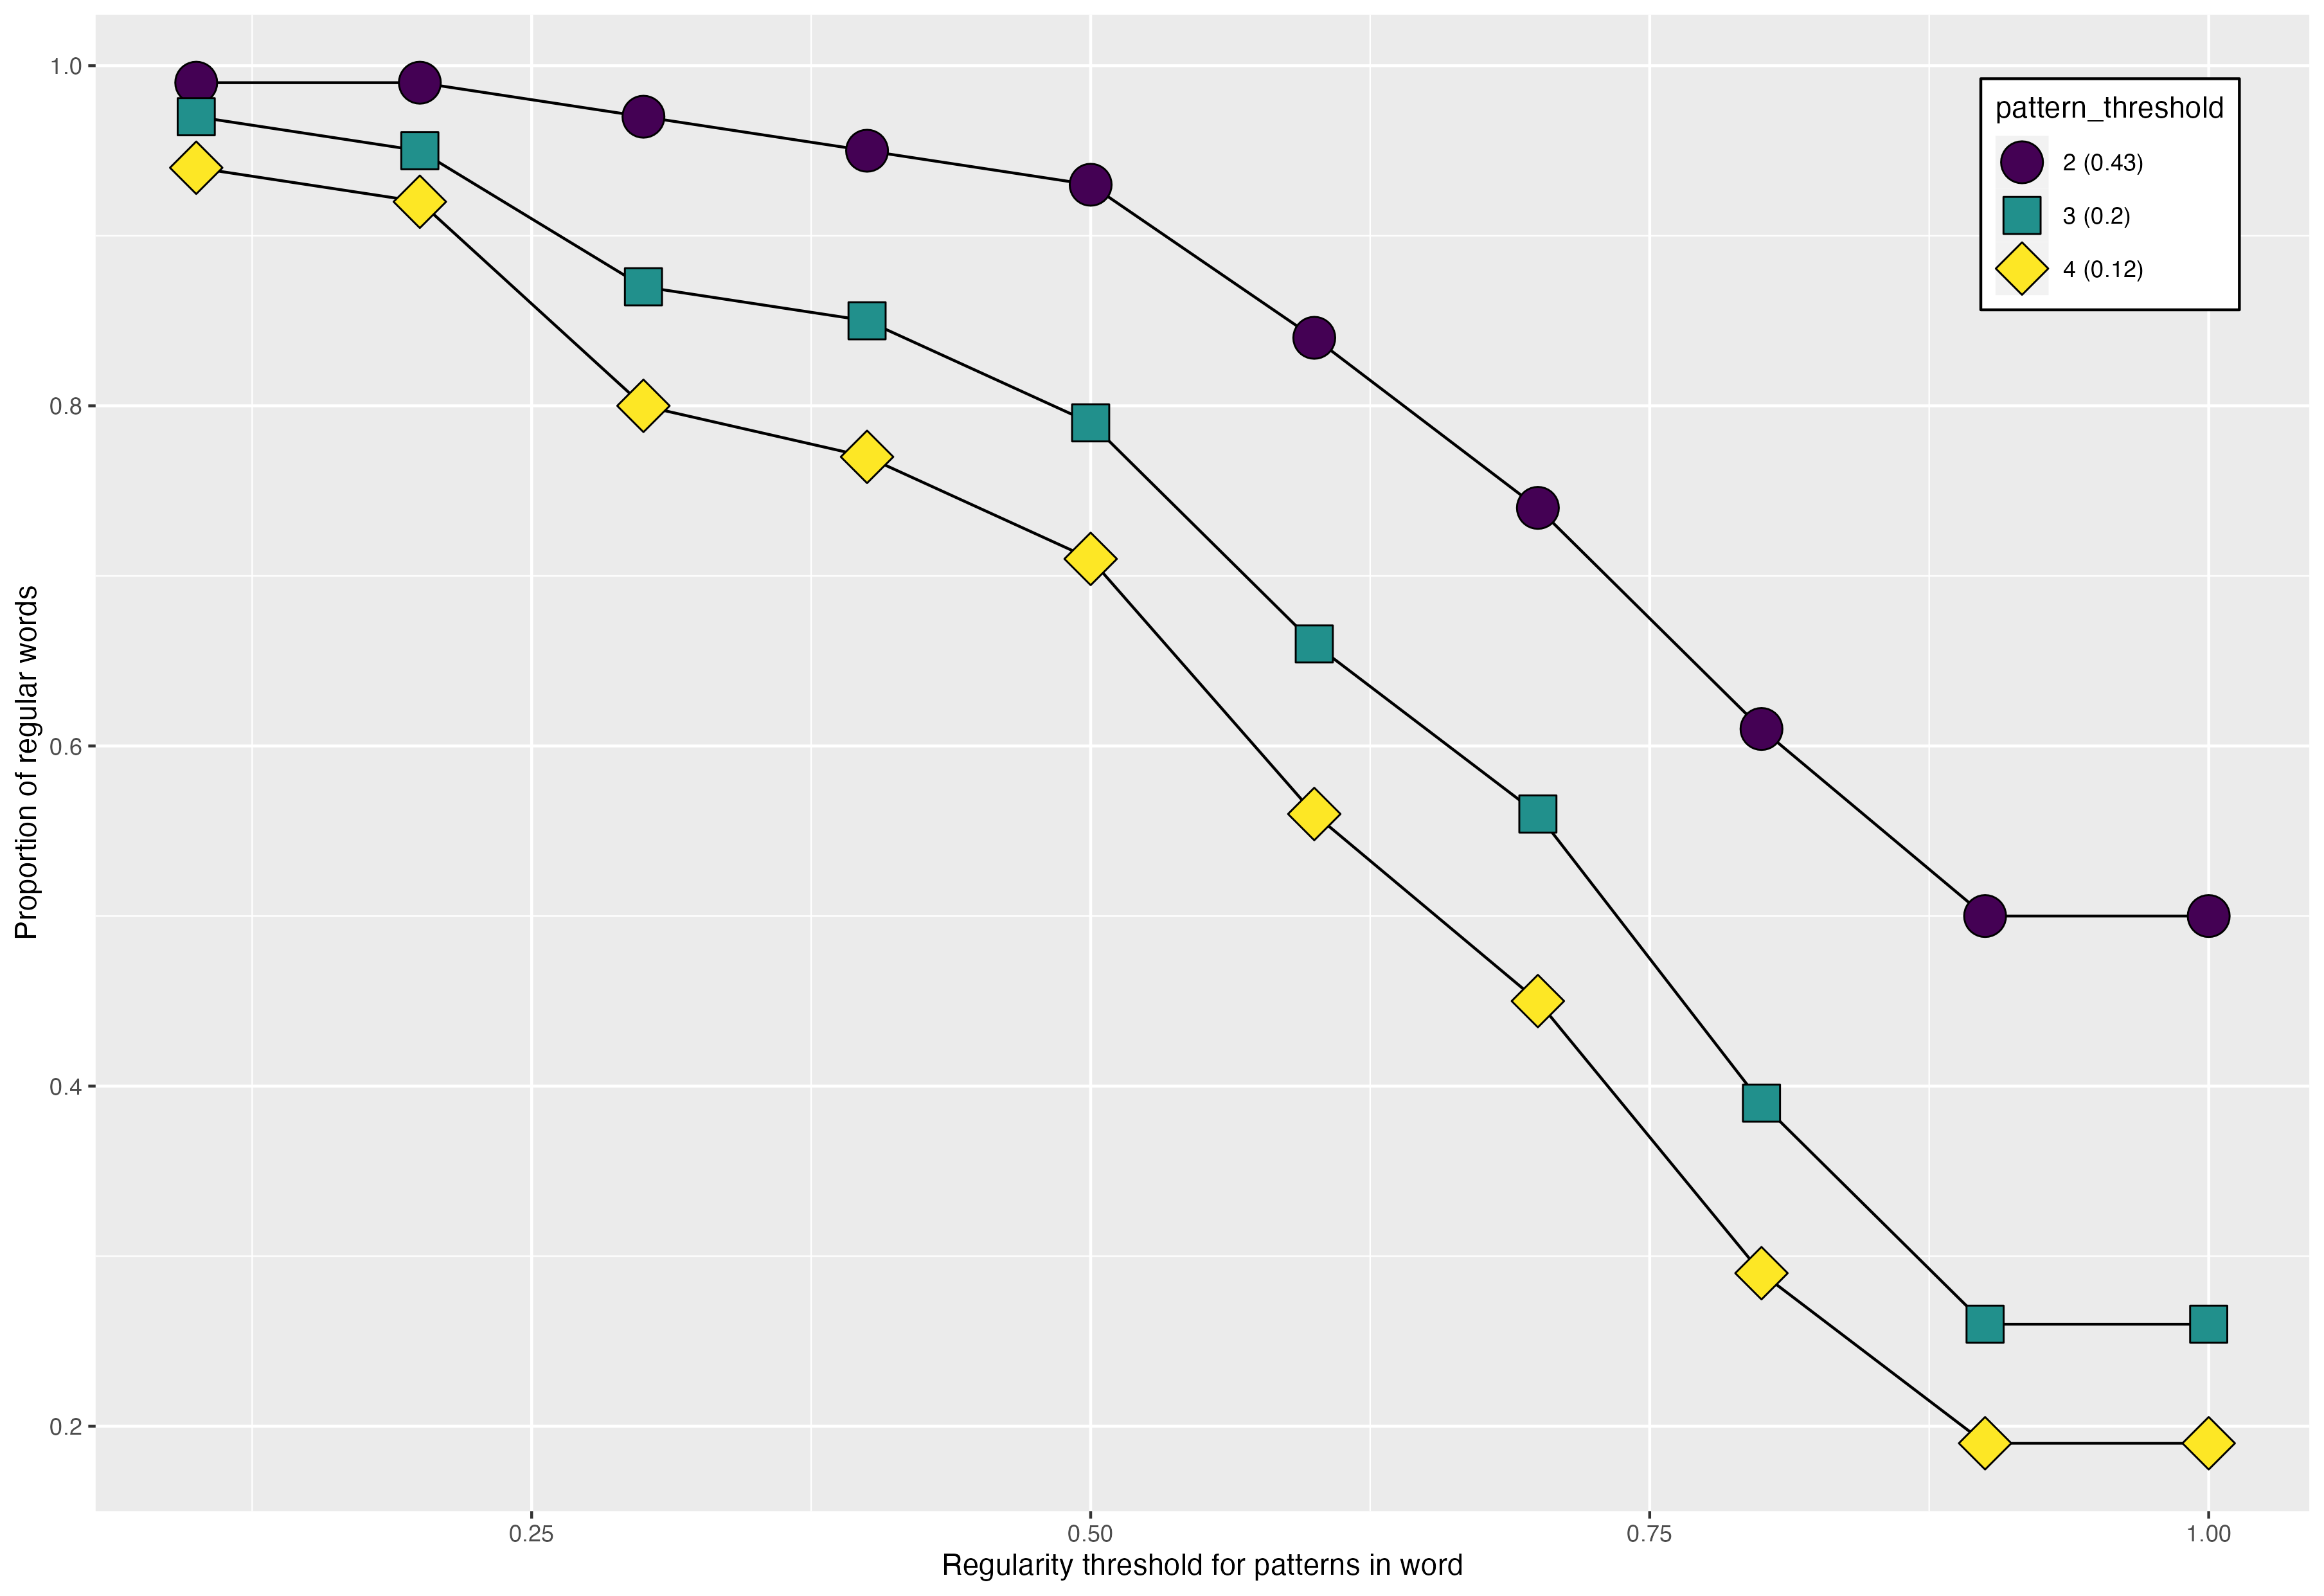 1.0
0.8
0.6
0.4
0.2
Proportion of regular words
pattern_threshold
2 (0.43)
3 (0.2)
4 (0.12)
0.25 0.50 0.75 1.00
Regularity threshold for patterns in word